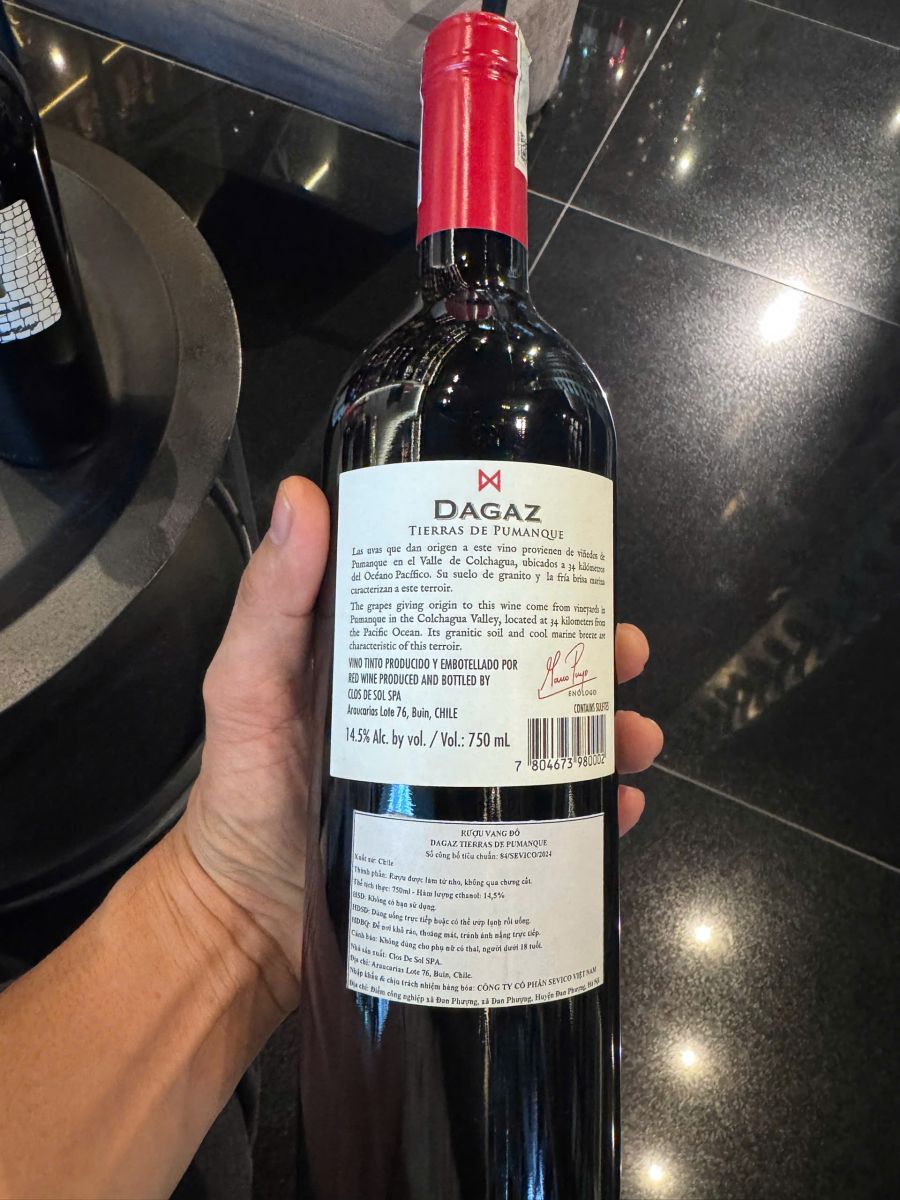 DAGAZ
TIERRAS DE PUMANQUE
Las uvas que dan origen a este vino provienen de viñedos de
Pumanque en el Valle de Colchagua, ubicados a 34 kilómetros
del Océano Pacífico. Su suelo de granito y la fría brisa marina
caracterizan a este terroir.
The grapes giving origin to this wine come from vineyards in
Pumanque in the Colchagua Valley, located at 34 kilometers from
the Pacific Ocean. Its granitic soil and cool marine breeze are
characteristic of this terroir.
VINO TINTO PRODUCIDO Y EMBOTELLADO POR
RED WINE PRODUCED AND BOTTLED BY
CLOS DE SOL SPA
Araucarias Lote 76, Buin, CHILE
14.5% Alc. by vol. / Vol.: 750 mL
ENÓLOGO
CONTAINS SULFITES
7 804673 980002
RƯỢU VANG ĐỎ
DAGAZ TIERRAS DE PUMANQUE
Số công bố tiêu chuẩn: 84/SEVICO/2024
Xuất xứ: Chile
Thành phần: Rượu được làm từ nho, không qua chưng cất.
Thể tích thực: 750ml - Hàm lượng ethanol: 14,5%
HSD: Không có hạn sử dụng.
HDSD: Dùng uống trực tiếp hoặc có thể ướp lạnh rồi uống.
HDBQ: Để nơi khô ráo, thoáng mát, tránh ánh nắng trực tiếp.
Cảnh báo: Không dùng cho phụ nữ có thai, người dưới 18 tuổi.
Nhà sản xuất: Clos De Sol SPA.
Địa chỉ: Araucarias Lote 76, Buin, Chile.
Nhập khẩu & chịu trách nhiệm hàng hóa: CÔNG TY CỔ PHẦN SEVICO VIỆT NAM
Địa chỉ: Điểm công nghiệp xã Đan Phượng, xã Đan Phượng, Huyện Đan Phượng, Hà Nội